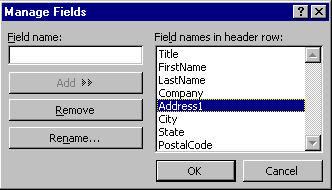 Manage Fields
Field name:
Add
Remove
Rename...
Field names in header row:
Title
FirstName
LastName
Company
Address1
City
State
PostalCode
OK
Cancel